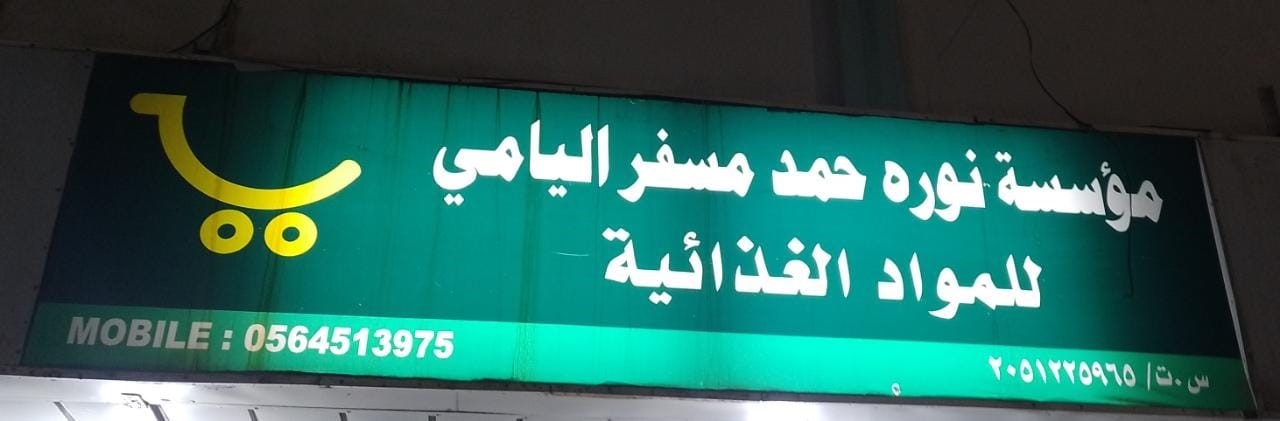 مؤسسة نوره حمد مسفر اليامي
للمواد الغذائية
MOBILE : 0564513975
س.ت/ ٢٠٥١٢٢٥٩٦٥